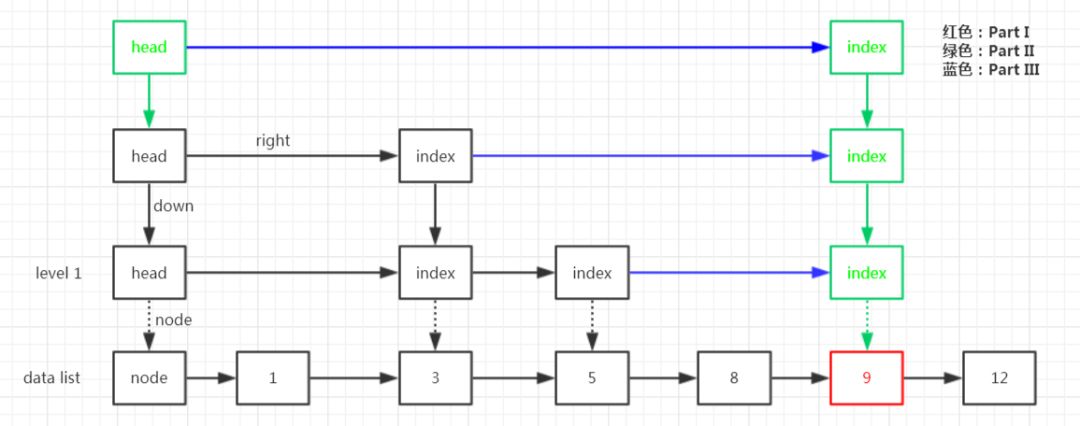 head
index
红色：Part I
绿色：Part II
蓝色：Part III
head
right
index
index
down
level 1
head
index
index
index
node
data list
node
1
3
5
8
9
12